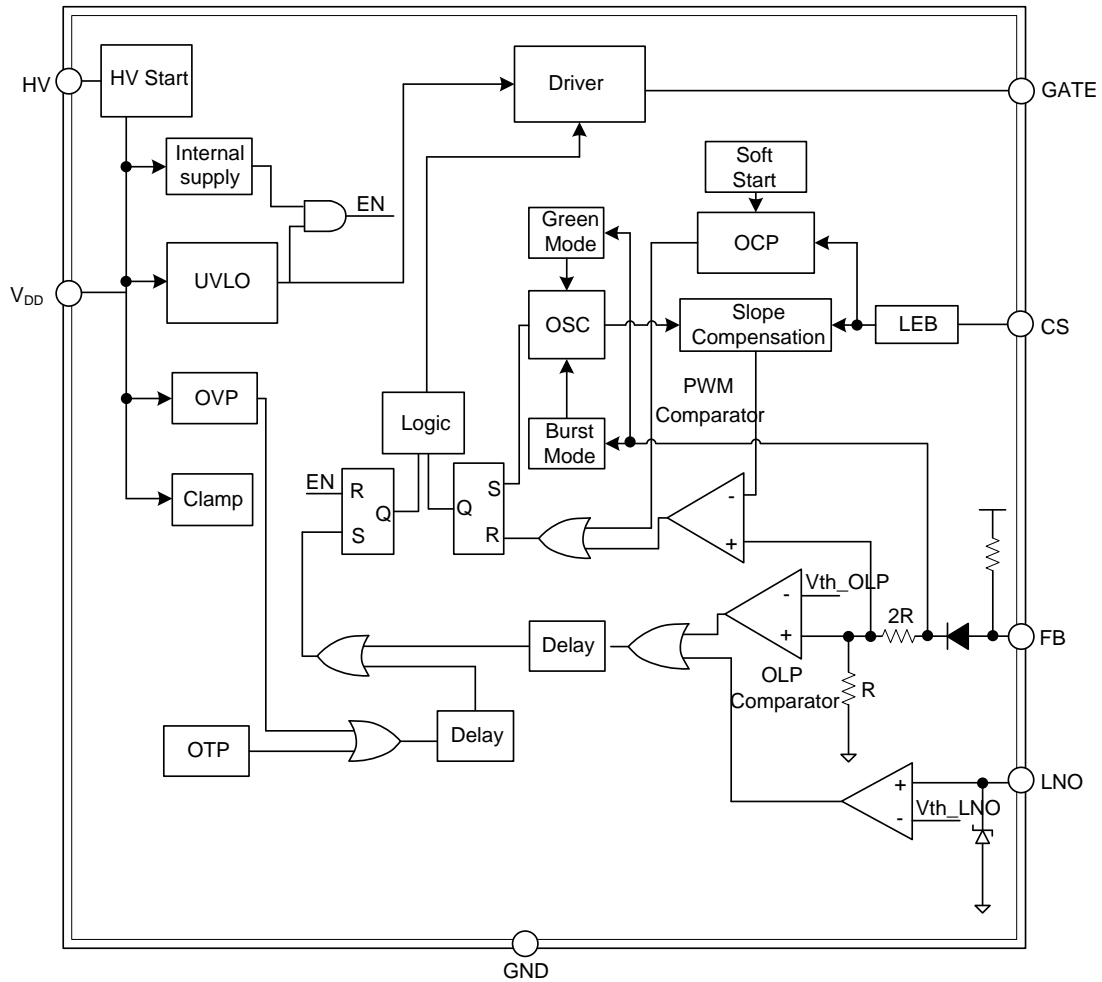 HV
HV Start
Driver
GATE
Internal
supply
EN
Soft
Start
Green
Mode
OCP
UVLO
V_DD
OSC
Slope
Compensation
LEB
CS
PWM
Comparator
OVP
Logic
Burst
Mode
Clamp
EN
R
Q
S
Q
S
R
-
+
Vth_OLP
-
+
2R
FB
Delay
OLP
Comparator
R
OTP
Delay
LNO
+
Vth_LNO
-
GND